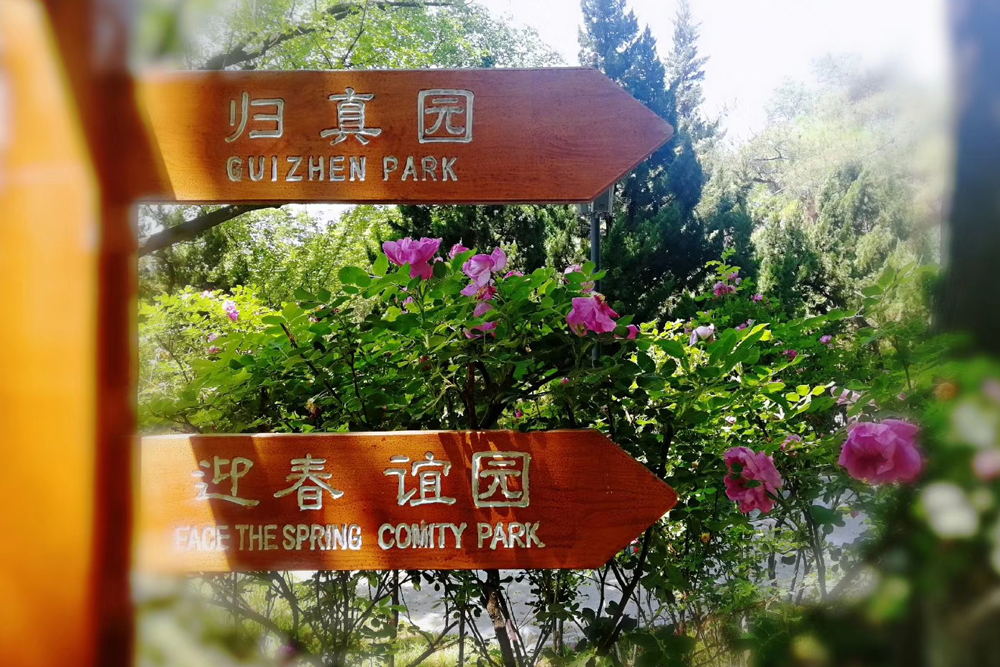 归真园
GUIZHEN PARK
迎春 谊园
FACE THE SPRING COMITY PARK